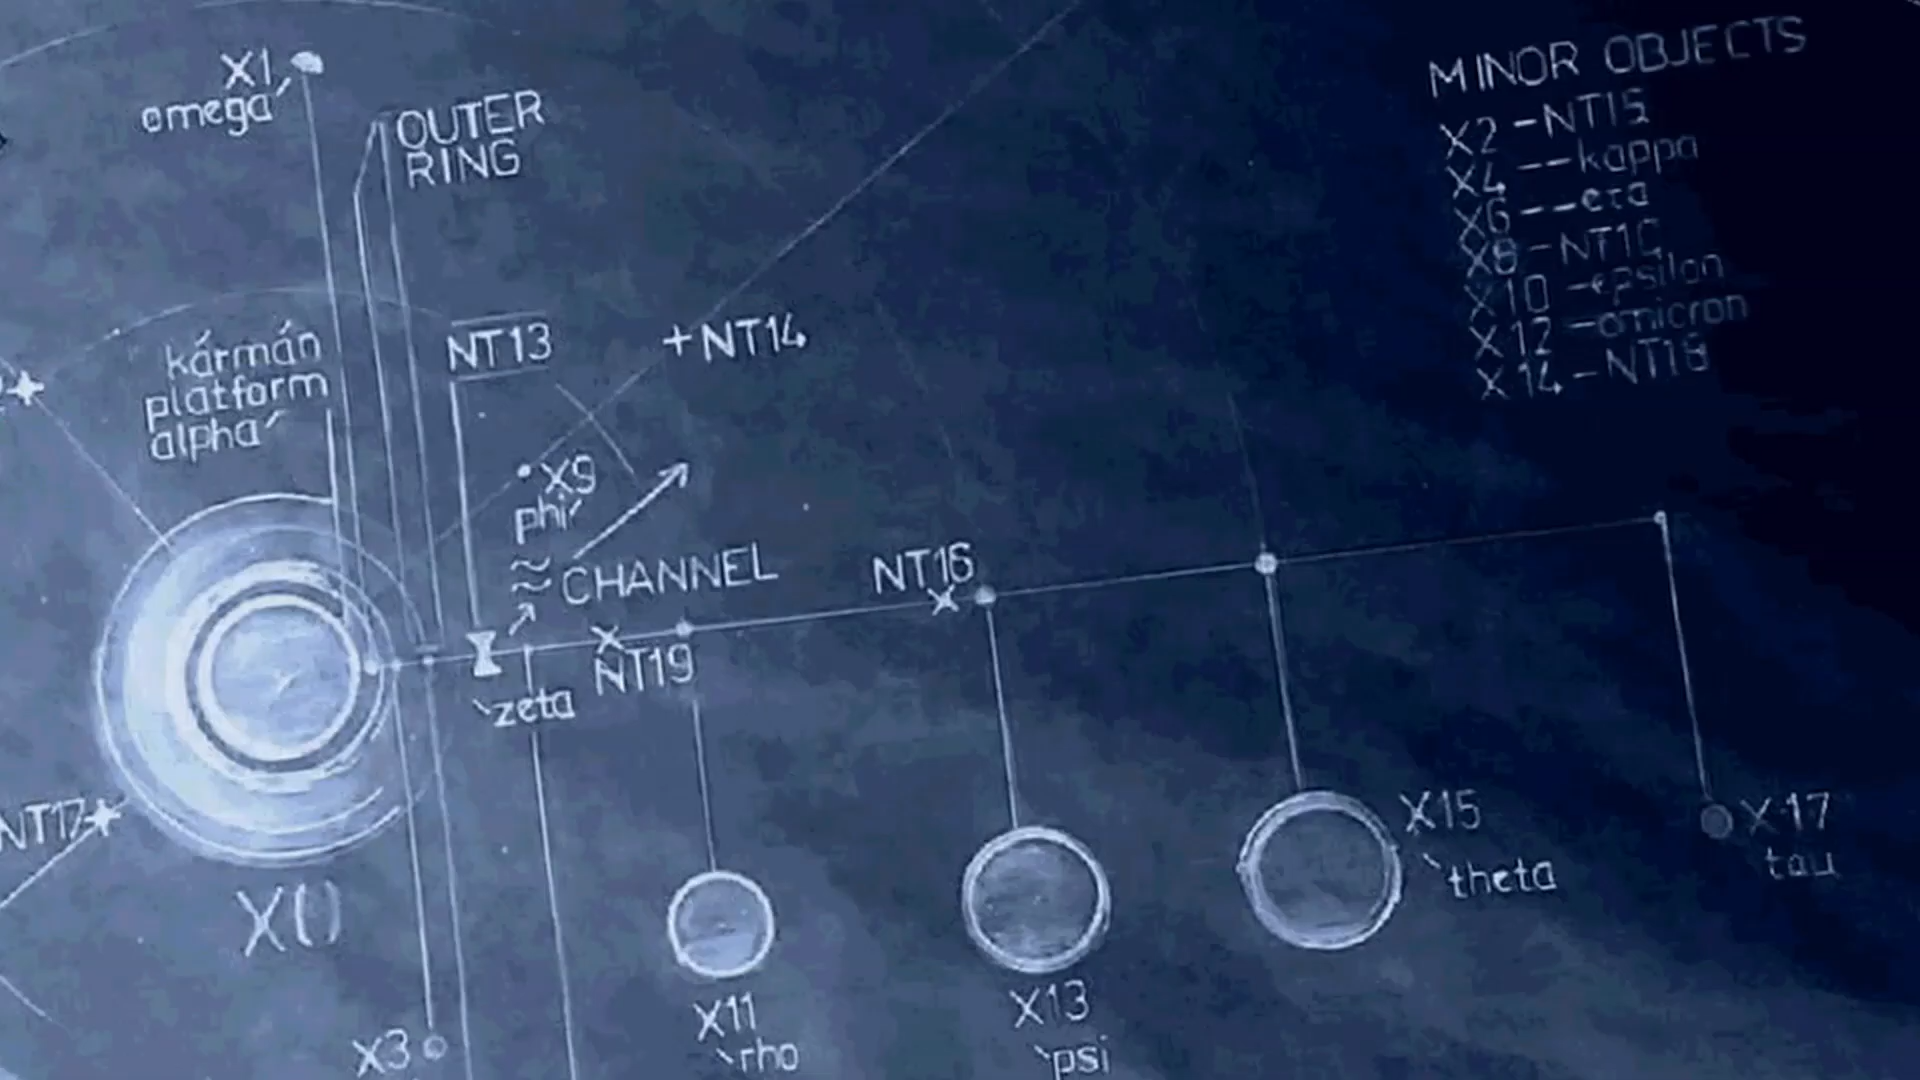 X1
omega
OUTER
RING
MINOR OBJECTS
X2 -NT15
X4 --kappa
X6 --eta
X8 -NT1C
X10 -epsilon
X12 -omicron
X14 -NT18
NT13
+NT14
kármán
platform
alpha
X9
phi
≈ CHANNEL
NT16
NT19
zeta
NT17
X0
X15
theta
X17
tau
X11
rho
X13
psi
X3